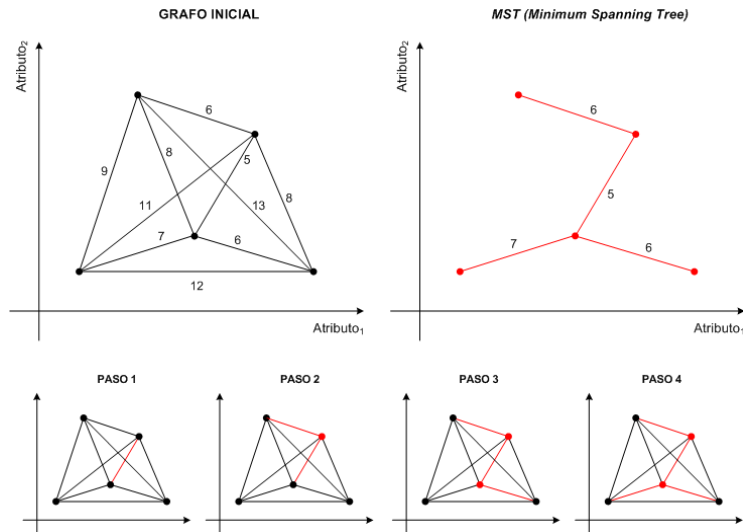 GRAFO INICIAL
MST (Minimum Spanning Tree)
Atributo2
6
8
5
9
8
11
13
7
6
12
Atributo1
Atributo2
6
5
7
6
Atributo1
PASO 1
PASO 2
PASO 3
PASO 4